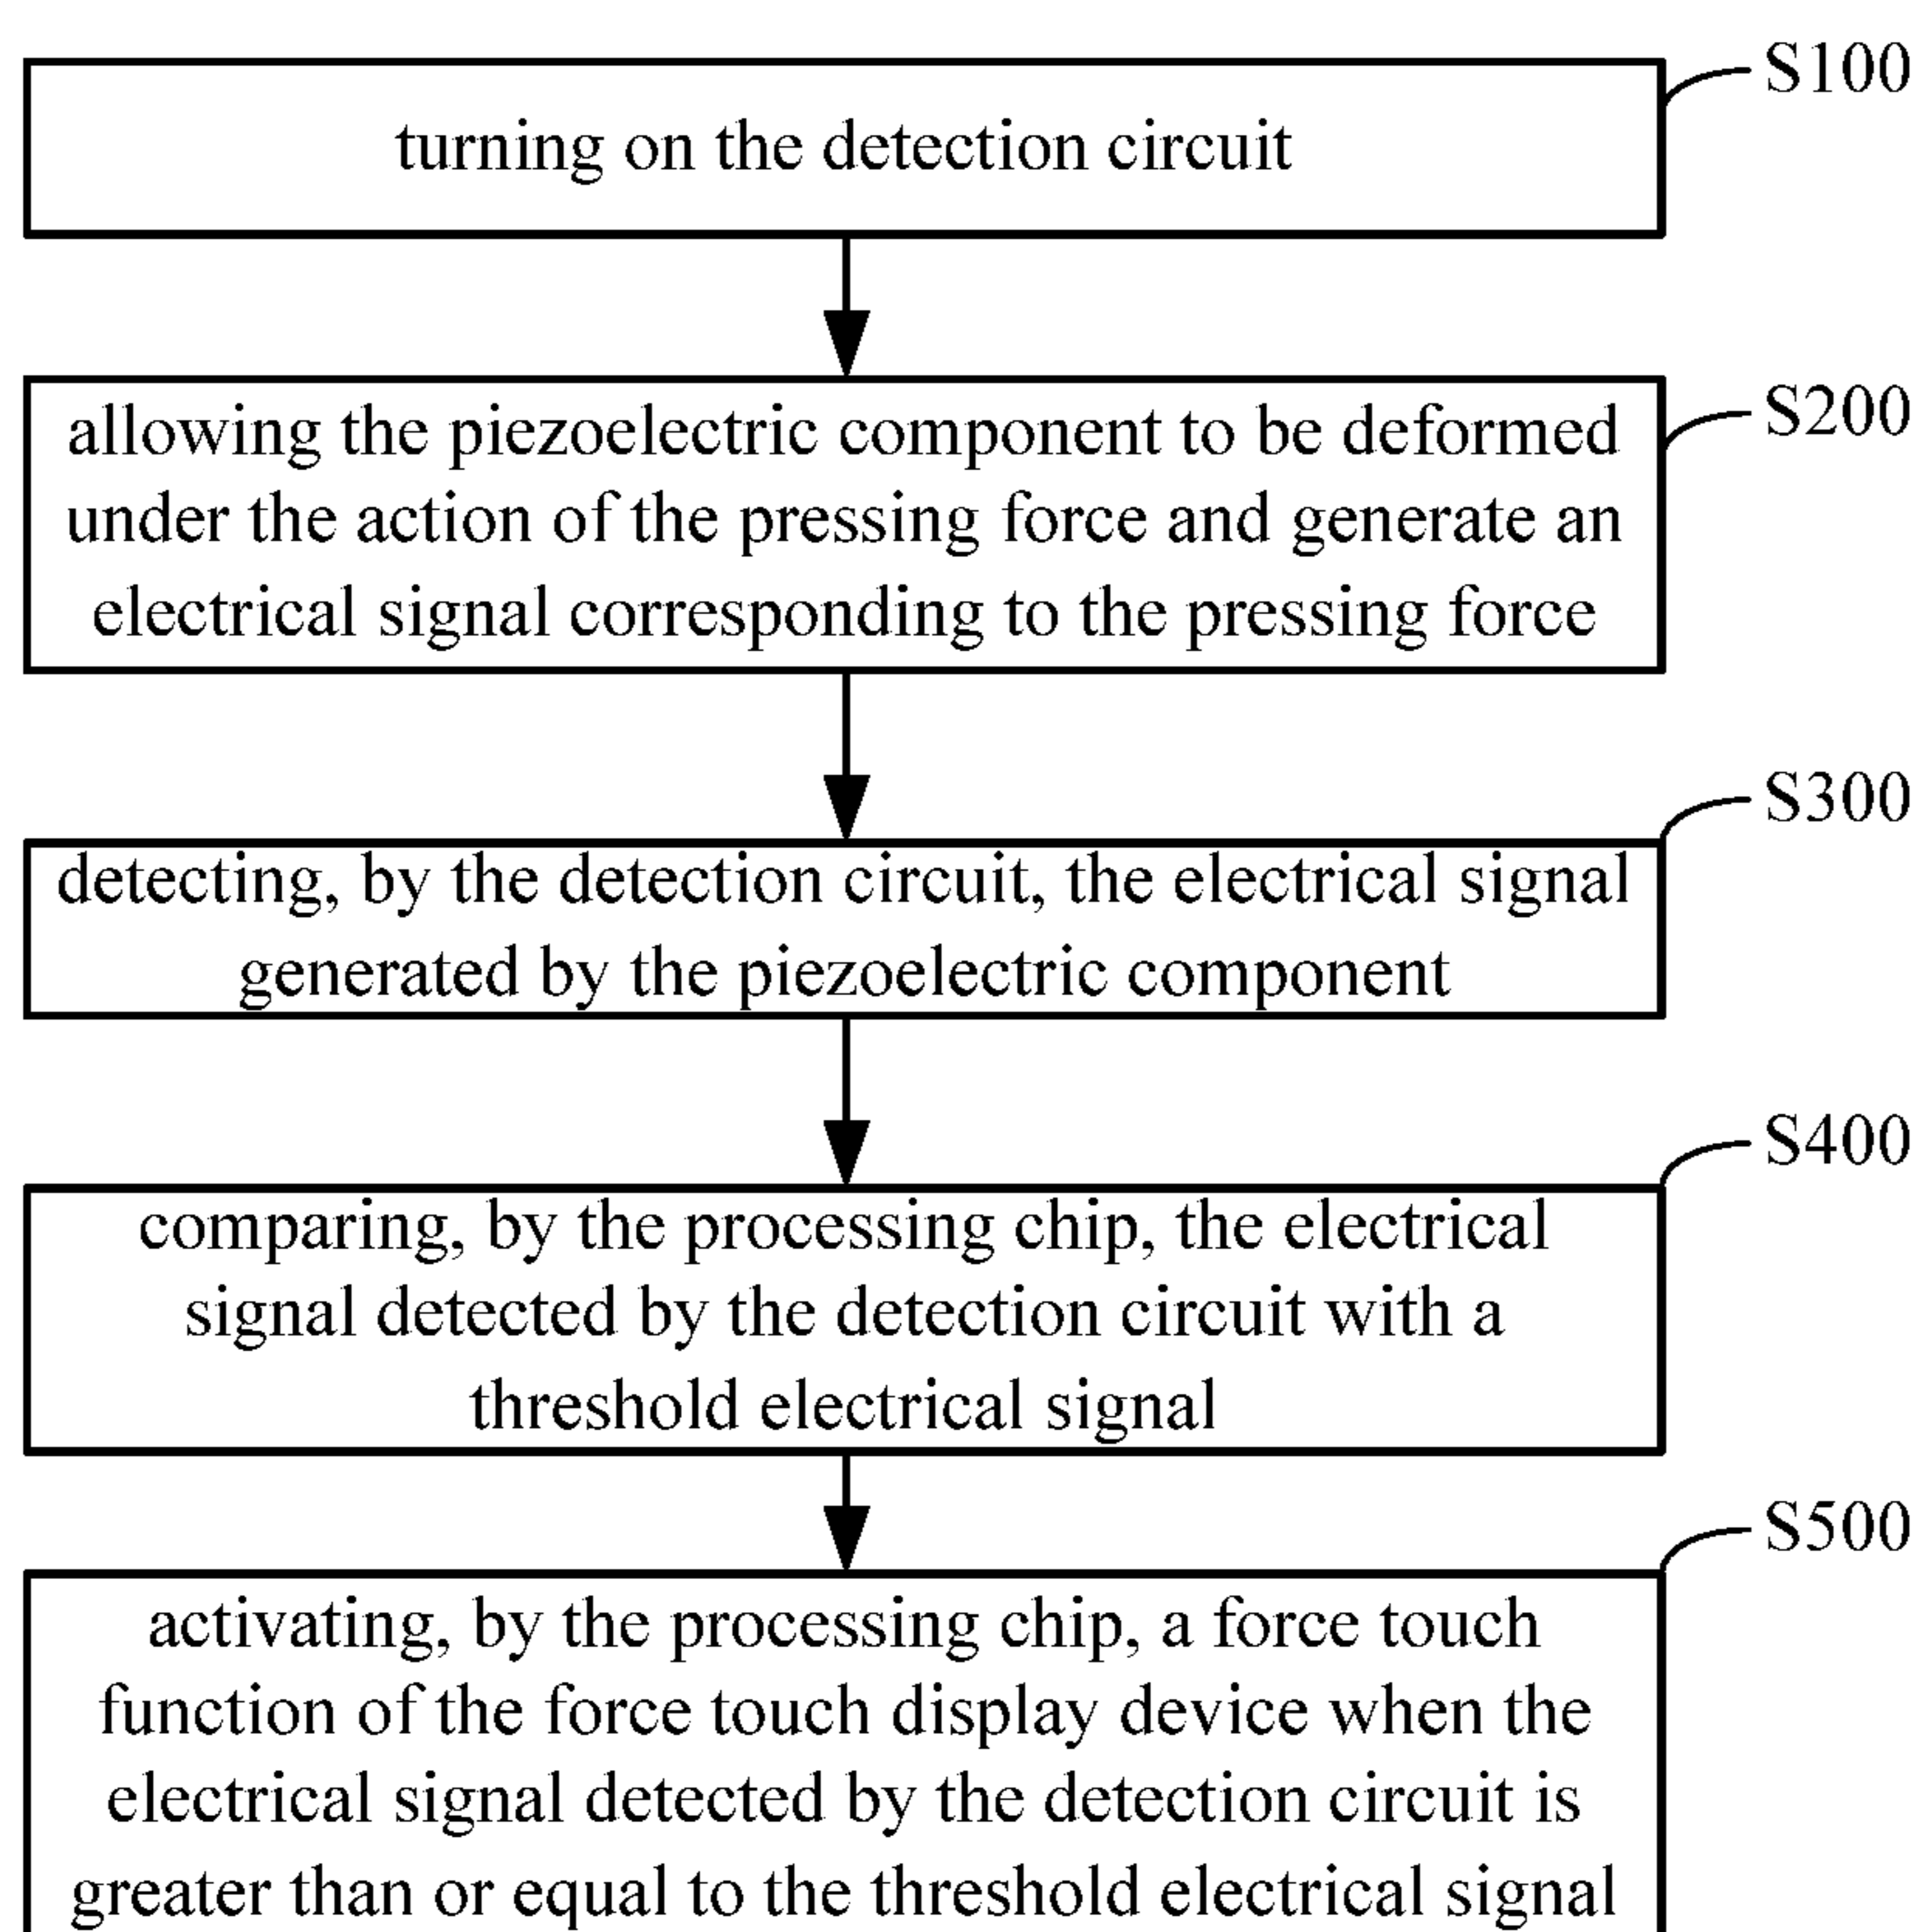 S100
turning on the detection circuit
S200
allowing the piezoelectric component to be deformed
under the action of the pressing force and generate an
electrical signal corresponding to the pressing force
S300
detecting, by the detection circuit, the electrical signal
generated by the piezoelectric component
S400
comparing, by the processing chip, the electrical
signal detected by the detection circuit with a
threshold electrical signal
S500
activating, by the processing chip, a force touch
function of the force touch display device when the
electrical signal detected by the detection circuit is
greater than or equal to the threshold electrical signal